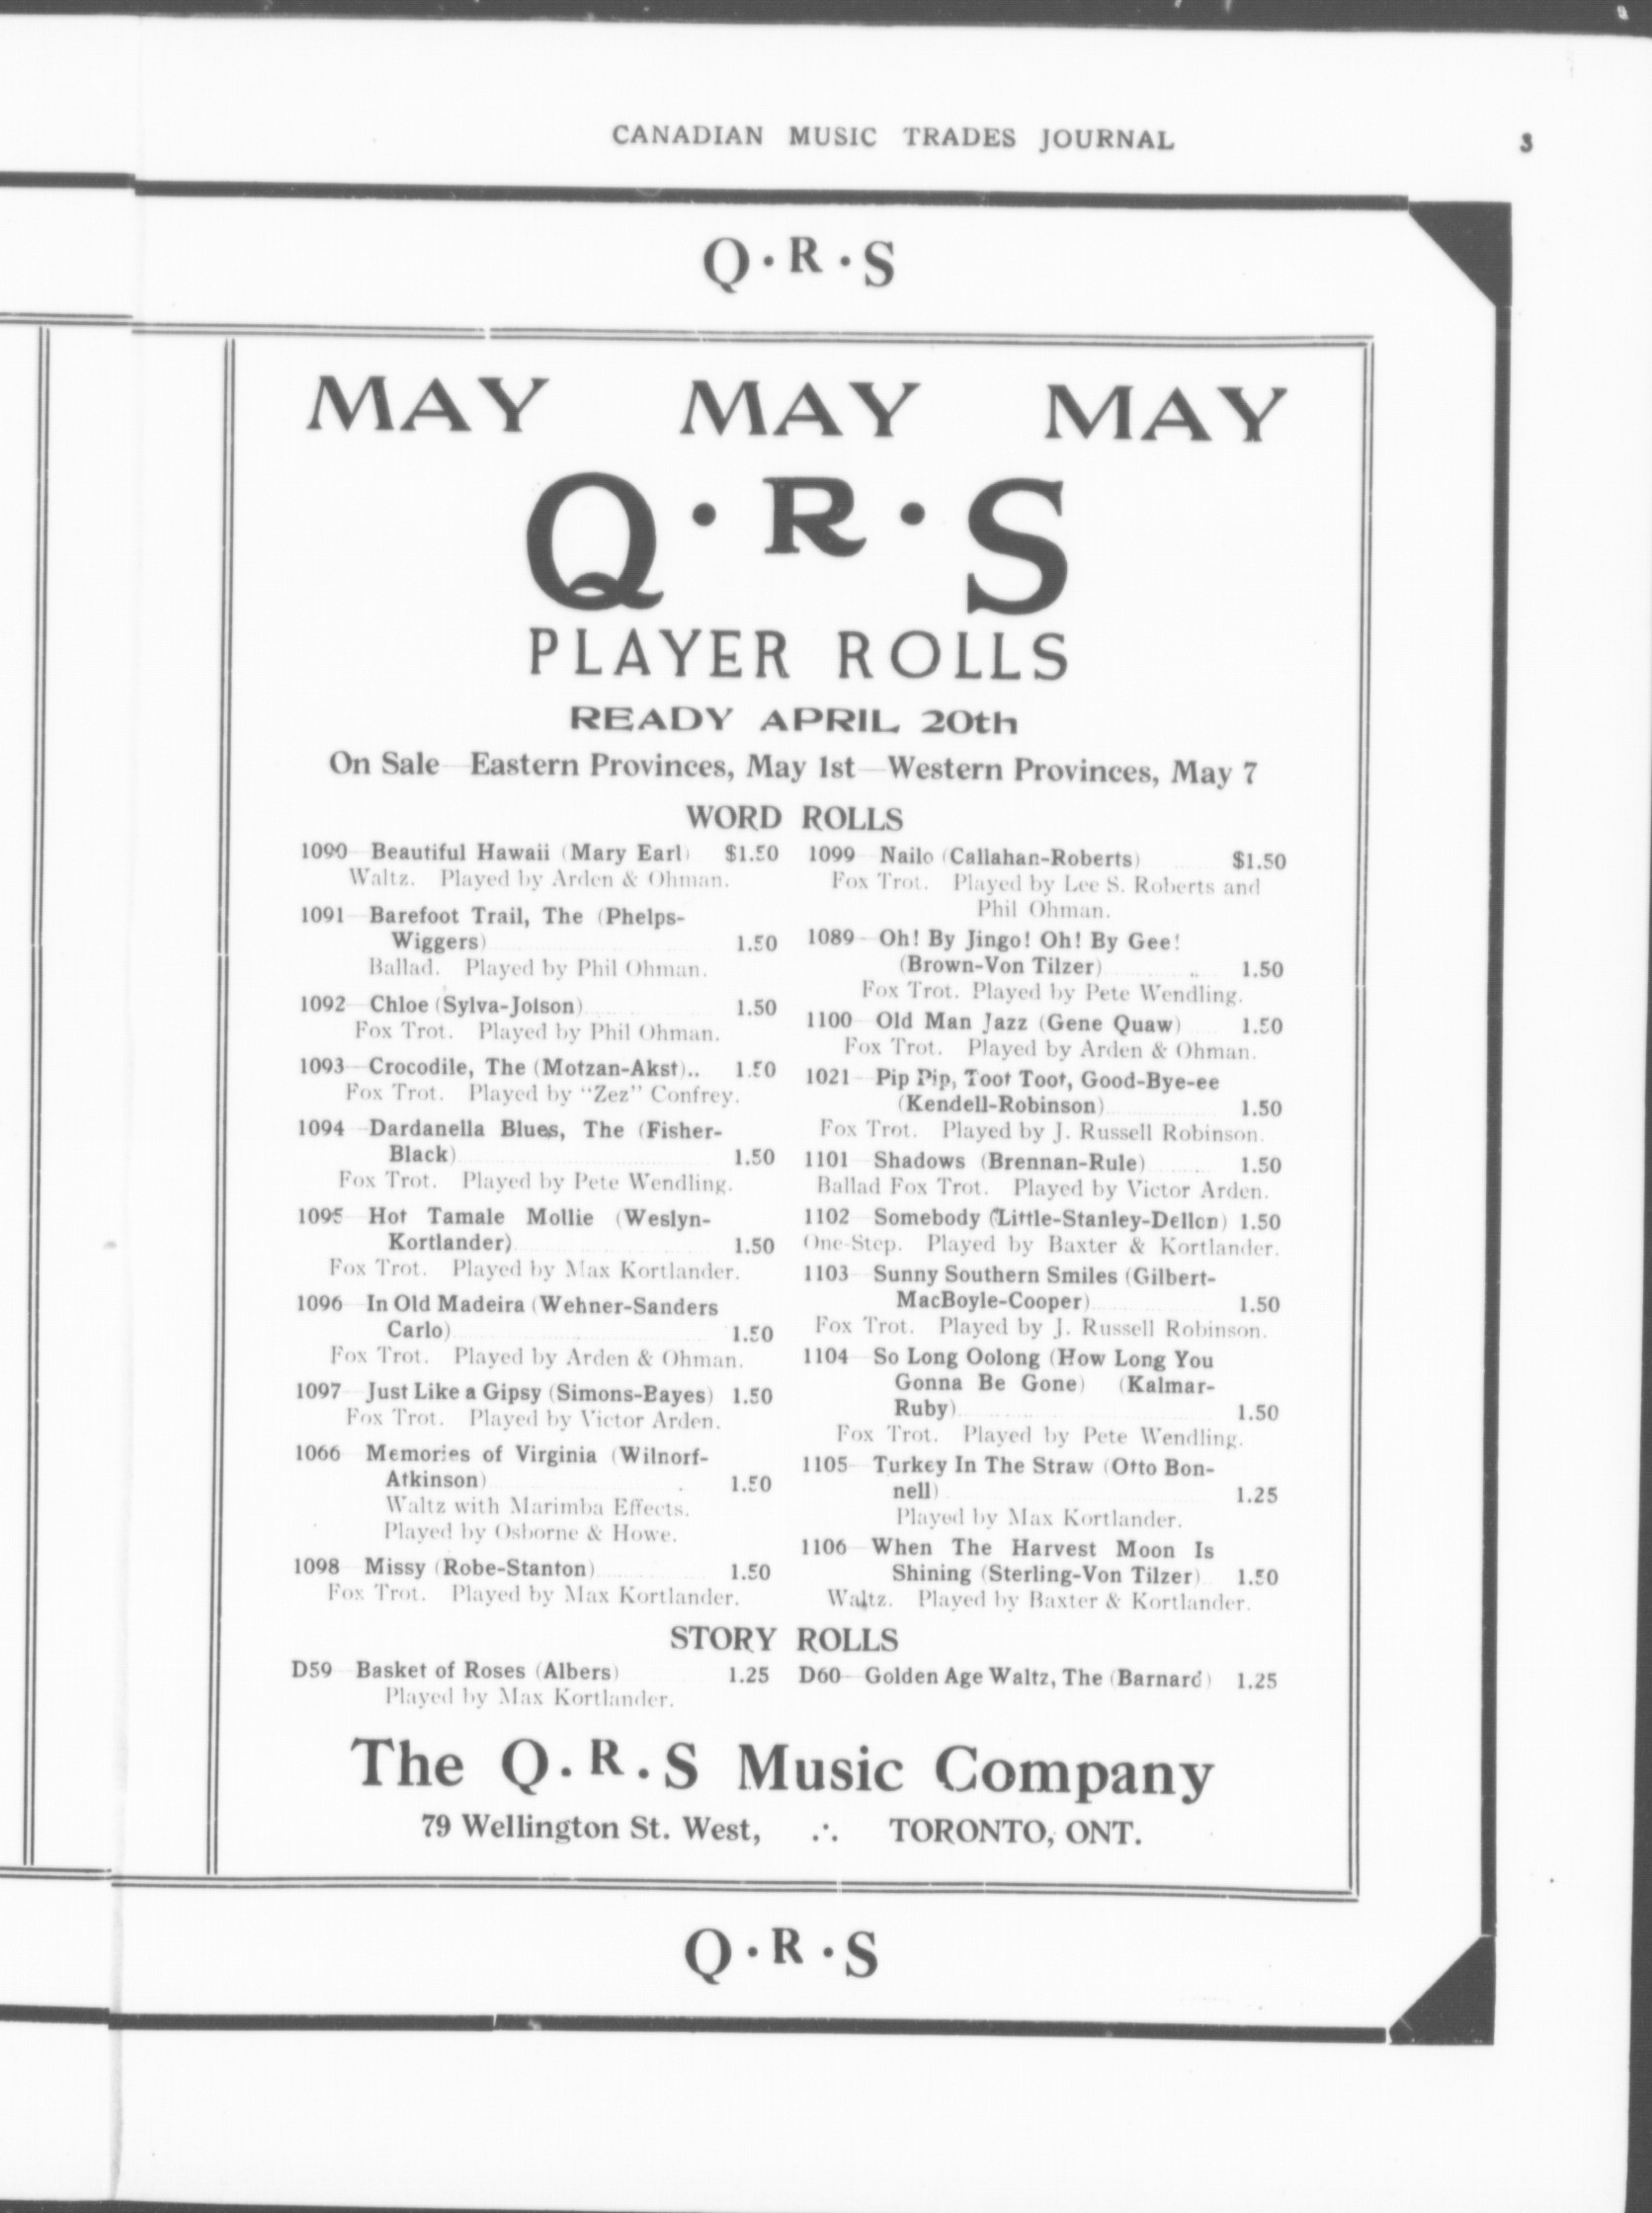 CANADIAN MUSIC TRADES JOURNAL 3
Q·R·S
MAY MAY MAY
Q·R·S
PLAYER ROLLS
READY APRIL 20th
On Sale—Eastern Provinces, May 1st—Western Provinces, May 7
WORD ROLLS
1090—Beautiful Hawaii (Mary Earl) $1.50
Waltz. Played by Arden & Ohman.
1091—Barefoot Trail, The (Phelps-
Wiggers) 1.50
Ballad. Played by Phil Ohman.
1092—Chloe (Sylva-Jolson) 1.50
Fox Trot. Played by Phil Ohman.
1093—Crocodile, The (Motzan-Akst).. 1.50
Fox Trot. Played by "Zez" Confrey.
1094—Dardanella Blues, The (Fisher-
Black) 1.50
Fox Trot. Played by Pete Wendling.
1095—Hot Tamale Mollie (Weslyn-
Kortlander) 1.50
Fox Trot. Played by Max Kortlander.
1096—In Old Madeira (Wehner-Sanders
Carlo) 1.50
Fox Trot. Played by Arden & Ohman.
1097—Just Like a Gipsy (Simons-Bayes) 1.50
Fox Trot. Played by Victor Arden.
1066—Memories of Virginia (Wilnorf-
Atkinson) 1.50
Waltz with Marimba Effects.
Played by Osborne & Howe.
1098—Missy (Robe-Stanton) 1.50
Fox Trot. Played by Max Kortlander.
1099—Nailo (Callahan-Roberts) $1.50
Fox Trot. Played by Lee S. Roberts and
Phil Ohman.
1089—Oh! By Jingo! Oh! By Gee!
(Brown-Von Tilzer) 1.50
Fox Trot. Played by Pete Wendling.
1100—Old Man Jazz (Gene Quaw) 1.50
Fox Trot. Played by Arden & Ohman.
1021—Pip Pip, Toot Toot, Good-Bye-ee
(Kendell-Robinson) 1.50
Fox Trot. Played by J. Russell Robinson.
1101—Shadows (Brennan-Rule) 1.50
Ballad Fox Trot. Played by Victor Arden.
1102—Somebody (Little-Stanley-Dellon) 1.50
One-Step. Played by Baxter & Kortlander.
1103—Sunny Southern Smiles (Gilbert-
MacBoyle-Cooper) 1.50
Fox Trot. Played by J. Russell Robinson.
1104—So Long Oolong (How Long You
Gonna Be Gone) (Kalmar-
Ruby) 1.50
Fox Trot. Played by Pete Wendling.
1105—Turkey In The Straw (Otto Bon-
nell) 1.25
Played by Max Kortlander.
1106—When The Harvest Moon Is
Shining (Sterling-Von Tilzer) 1.50
Waltz. Played by Baxter & Kortlander.
STORY ROLLS
D59—Basket of Roses (Albers) 1.25
Played by Max Kortlander.
D60—Golden Age Waltz, The (Barnard) 1.25
The Q·R·S Music Company
79 Wellington St. West, ∴ TORONTO, ONT.
Q·R·S